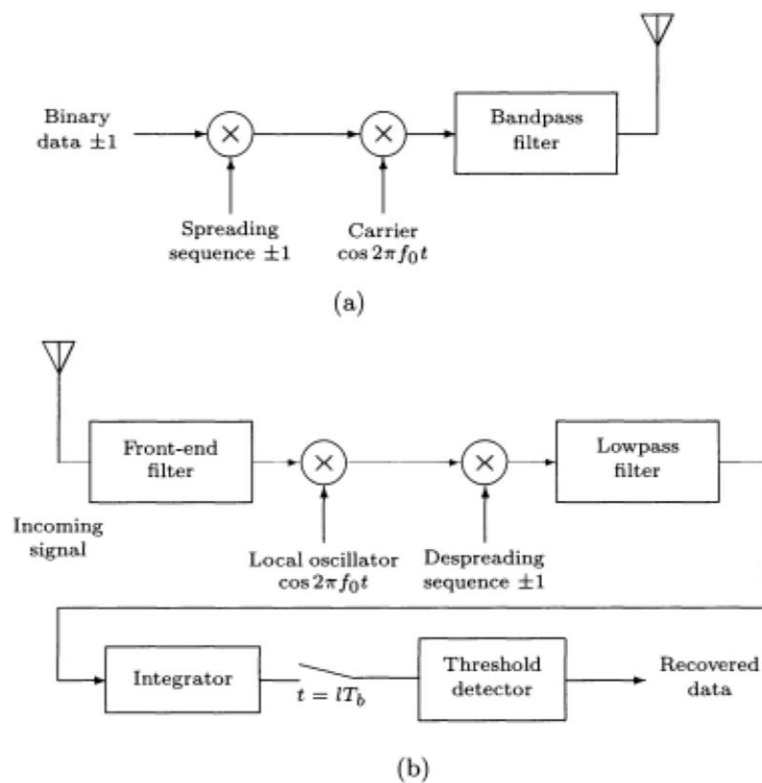 Binary
data ±1
×
×
Bandpass
filter
Spreading
sequence ±1
Carrier
cos 2πf₀t
(a)
Front-end
filter
×
×
Lowpass
filter
Incoming
signal
Local oscillator
cos 2πf₀t
Despreading
sequence ±1
Integrator
t = lT_b
Threshold
detector
Recovered
data
(b)